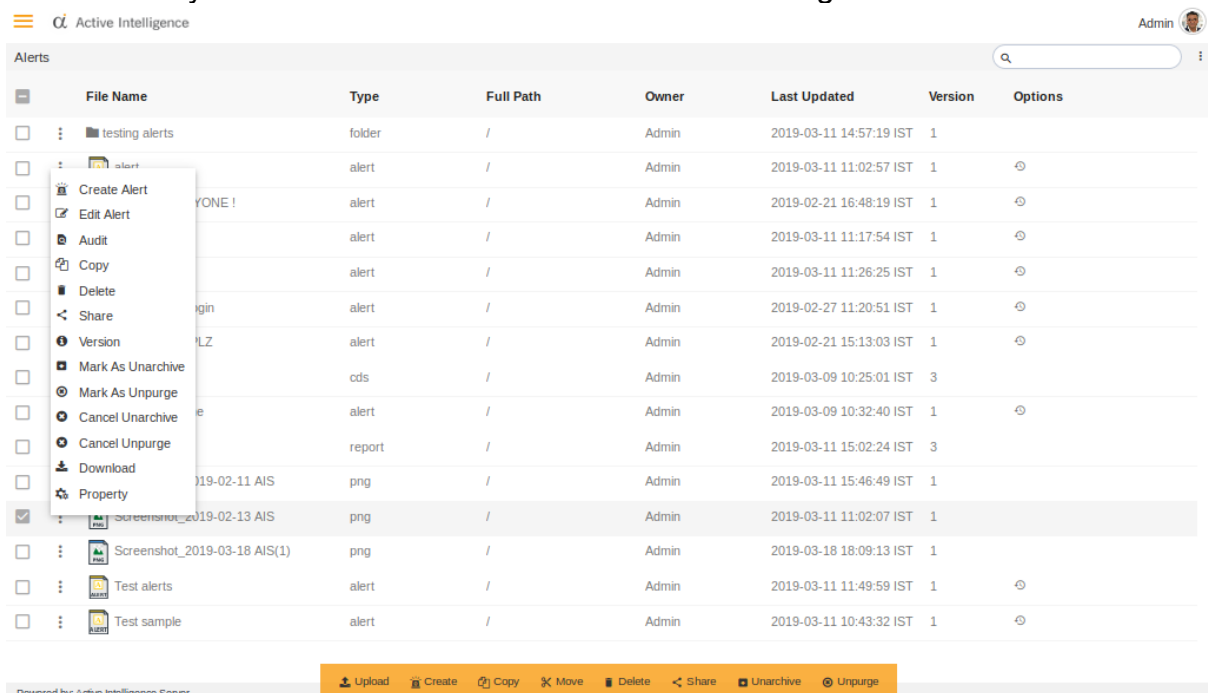 Active Intelligence
Admin
Alerts
File Name Type Full Path Owner Last Updated Version Options
testing alerts folder / Admin 2019-03-11 14:57:19 IST 1
alert alert / Admin 2019-03-11 11:02:57 IST 1
Create Alert
YONE ! alert / Admin 2019-02-21 16:48:19 IST 1
Edit Alert
Audit alert / Admin 2019-03-11 11:17:54 IST 1
Copy alert / Admin 2019-03-11 11:26:25 IST 1
Delete
Share ogin alert / Admin 2019-02-27 11:20:51 IST 1
Version PLZ alert / Admin 2019-02-21 15:13:03 IST 1
Mark As Unarchive
cds / Admin 2019-03-09 10:25:01 IST 3
Mark As Unpurge
Cancel Unarchive e alert / Admin 2019-03-09 10:32:40 IST 1
Cancel Unpurge report / Admin 2019-03-11 15:02:24 IST 3
Download
019-02-11 AIS png / Admin 2019-03-11 15:46:49 IST 1
Property
Screenshot_2019-02-13 AIS png / Admin 2019-03-11 11:02:07 IST 1
Screenshot_2019-03-18 AIS(1) png / Admin 2019-03-18 18:09:13 IST 1
Test alerts alert / Admin 2019-03-11 11:49:59 IST 1
Test sample alert / Admin 2019-03-11 10:43:32 IST 1
Upload Create Copy Move Delete Share Unarchive Unpurge
Powered by: Active Intelligence Server